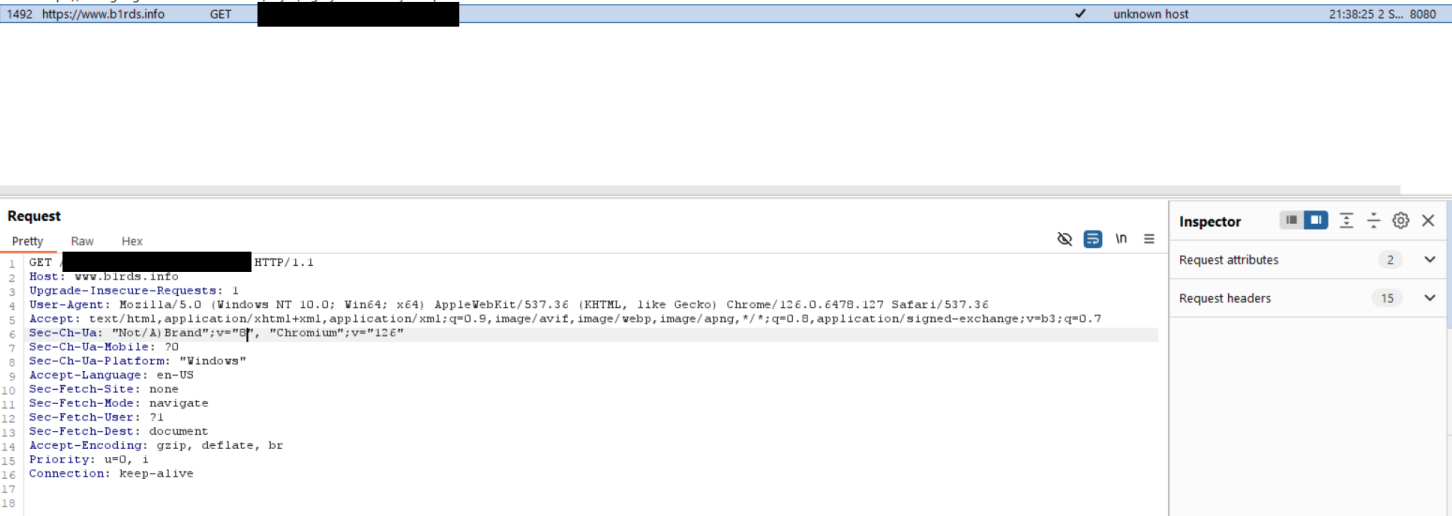 1492 https://www.b1rds.info GET ✓ unknown host 21:38:25 2 S... 8080
Request
Pretty Raw Hex
\n
1 GET / HTTP/1.1
2 Host: www.b1rds.info
3 Upgrade-Insecure-Requests: 1
4 User-Agent: Mozilla/5.0 (Windows NT 10.0; Win64; x64) AppleWebKit/537.36 (KHTML, like Gecko) Chrome/126.0.6478.127 Safari/537.36
5 Accept: text/html,application/xhtml+xml,application/xml;q=0.9,image/avif,image/webp,image/apng,*/*;q=0.8,application/signed-exchange;v=b3;q=0.7
6 Sec-Ch-Ua: "Not/A)Brand";v="8", "Chromium";v="126"
7 Sec-Ch-Ua-Mobile: ?0
8 Sec-Ch-Ua-Platform: "Windows"
9 Accept-Language: en-US
10 Sec-Fetch-Site: none
11 Sec-Fetch-Mode: navigate
12 Sec-Fetch-User: ?1
13 Sec-Fetch-Dest: document
14 Accept-Encoding: gzip, deflate, br
15 Priority: u=0, i
16 Connection: keep-alive
17
18
Inspector
Request attributes 2
Request headers 15